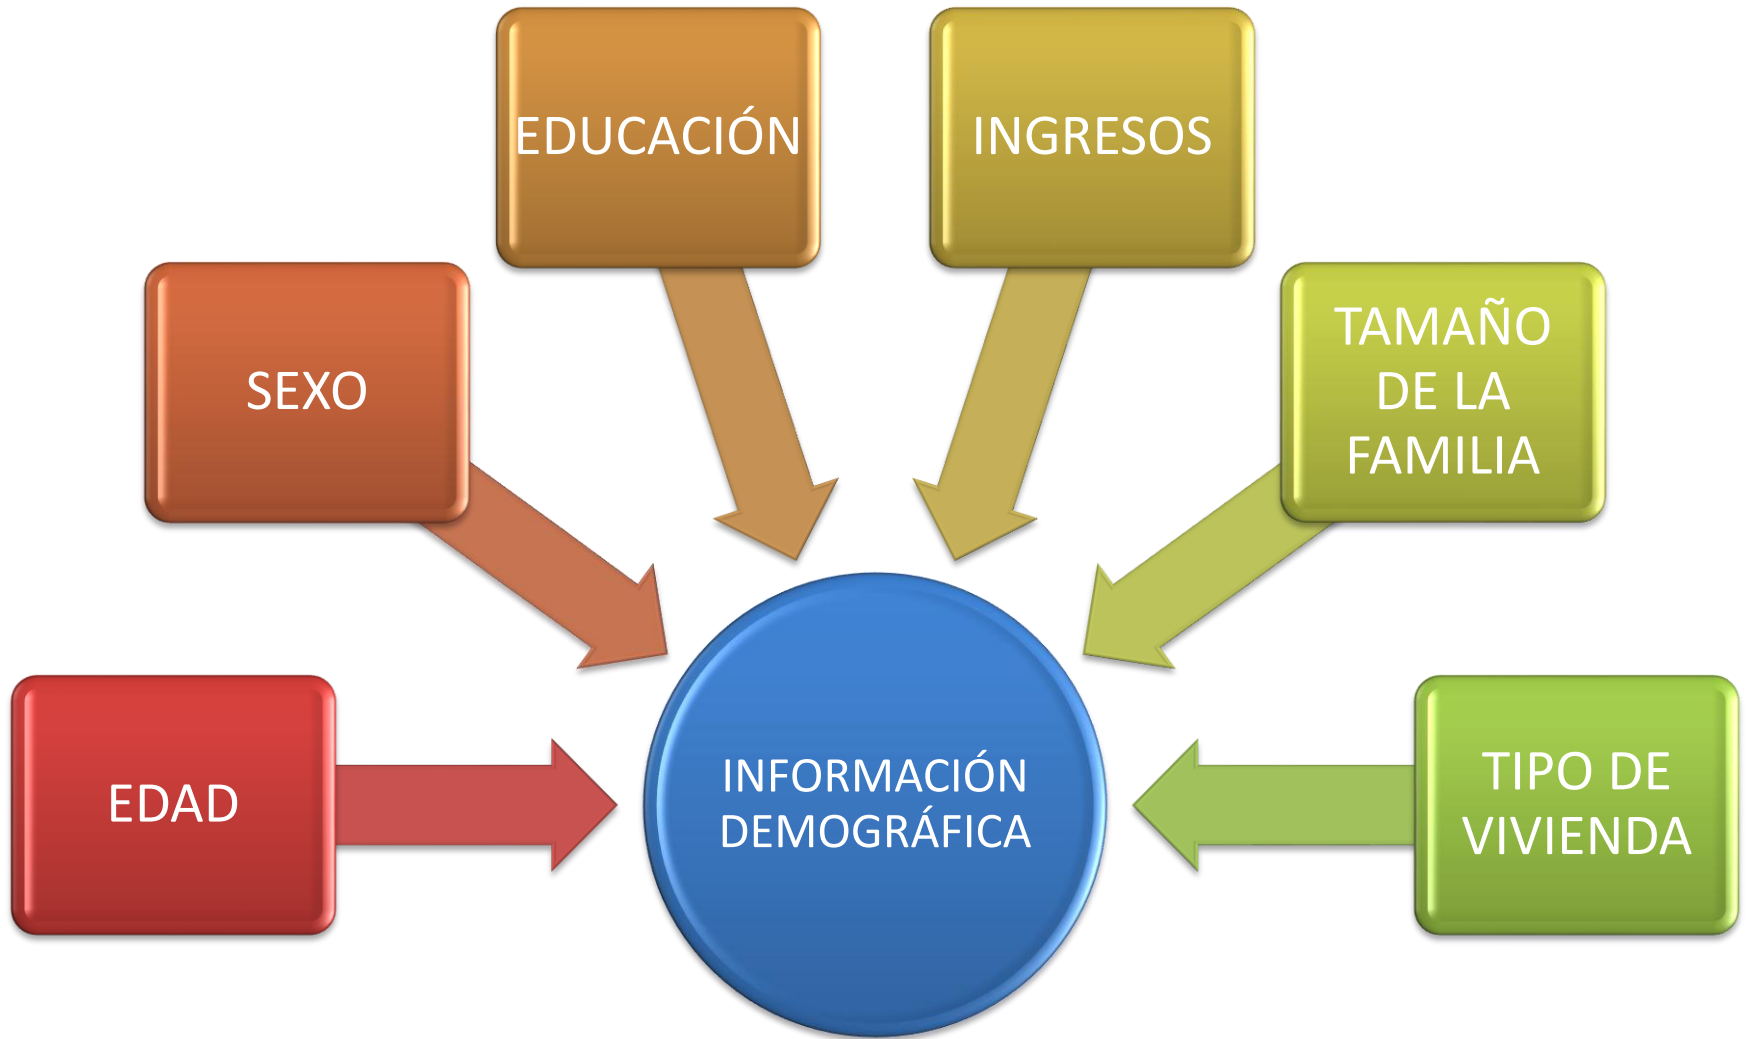 EDUCACIÓN
INGRESOS
SEXO
TAMAÑO
DE LA
FAMILIA
EDAD
INFORMACIÓN
DEMOGRÁFICA
TIPO DE
VIVIENDA